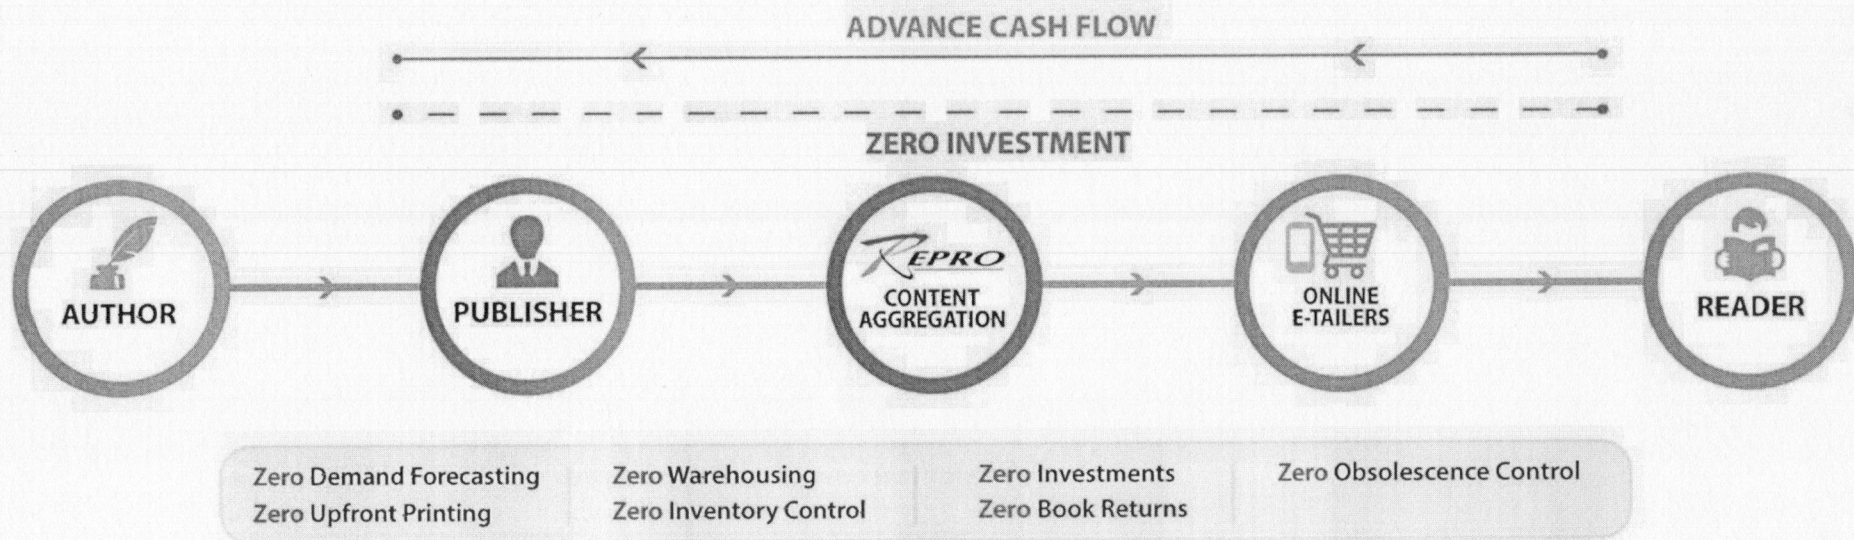 ADVANCE CASH FLOW
ZERO INVESTMENT
AUTHOR
PUBLISHER
REPRO
CONTENT
AGGREGATION
ONLINE
E-TAILERS
READER
Zero Demand Forecasting
Zero Upfront Printing
Zero Warehousing
Zero Inventory Control
Zero Investments
Zero Book Returns
Zero Obsolescence Control